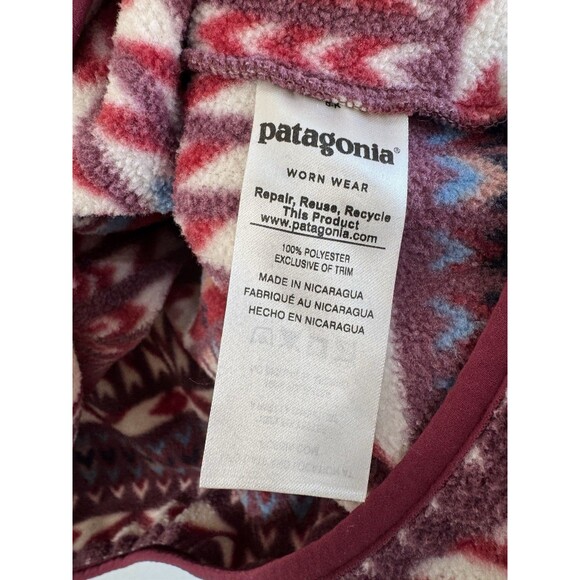 patagonia®
WORN WEAR
Repair, Reuse, Recycle
This Product
www.patagonia.com
100% POLYESTER
EXCLUSIVE OF TRIM
MADE IN NICARAGUA
FABRIQUÉ AU NICARAGUA
HECHO EN NICARAGUA